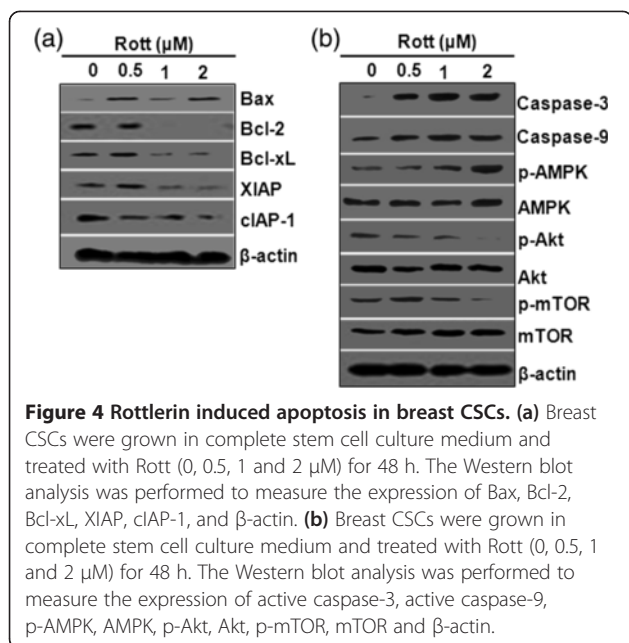 (a)
Rott (μM)
0 0.5 1 2
Bax
Bcl-2
Bcl-xL
XIAP
cIAP-1
β-actin
(b)
Rott (μM)
0 0.5 1 2
Caspase-3
Caspase-9
p-AMPK
AMPK
p-Akt
Akt
p-mTOR
mTOR
β-actin
Figure 4 Rottlerin induced apoptosis in breast CSCs. (a) Breast
CSCs were grown in complete stem cell culture medium and
treated with Rott (0, 0.5, 1 and 2 μM) for 48 h. The Western blot
analysis was performed to measure the expression of Bax, Bcl-2,
Bcl-xL, XIAP, cIAP-1, and β-actin. (b) Breast CSCs were grown in
complete stem cell culture medium and treated with Rott (0, 0.5, 1
and 2 μM) for 48 h. The Western blot analysis was performed to
measure the expression of active caspase-3, active caspase-9,
p-AMPK, AMPK, p-Akt, Akt, p-mTOR, mTOR and β-actin.